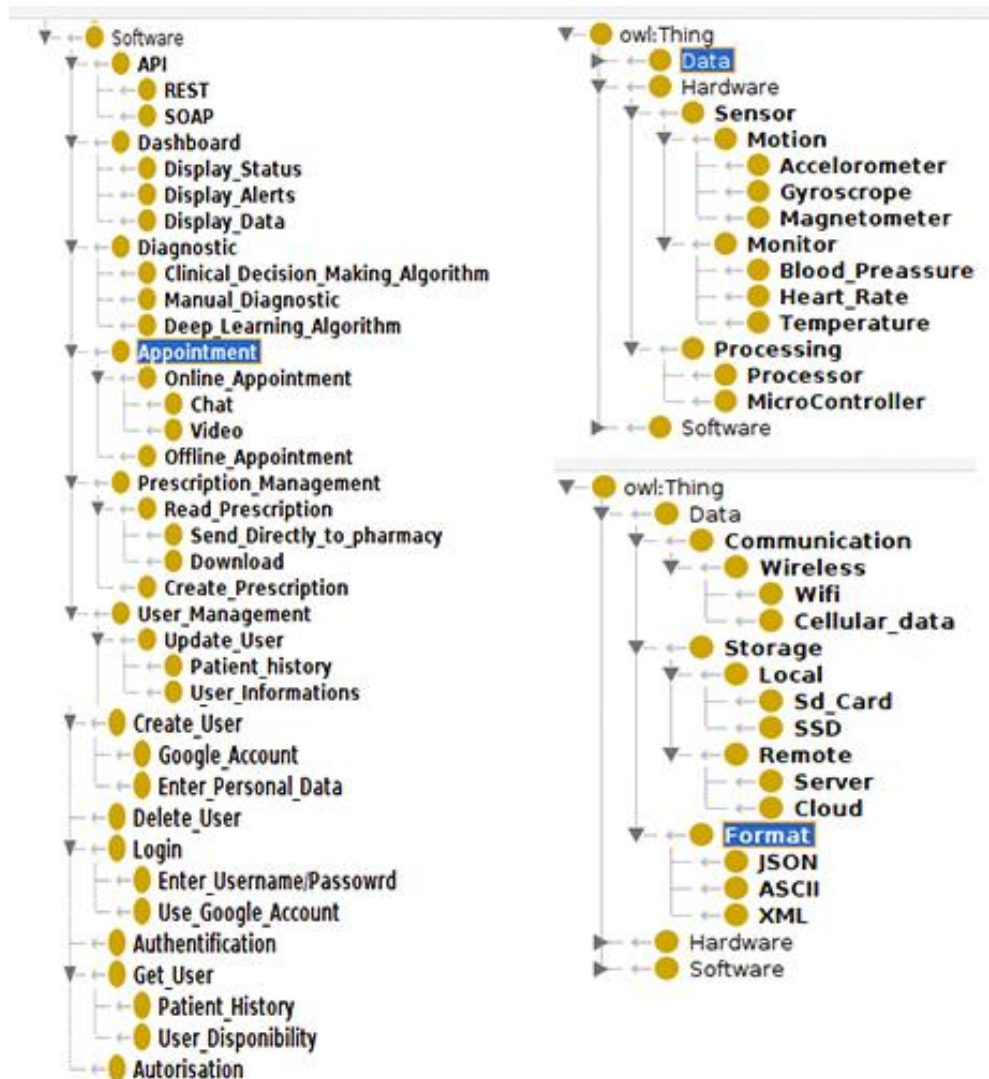 Software
API
REST
SOAP
Dashboard
Display_Status
Display_Alerts
Display_Data
Diagnostic
Clinical_Decision_Making_Algorithm
Manual_Diagnostic
Deep_Learning_Algorithm
Appointment
Online_Appointment
Chat
Video
Offline_Appointment
Prescription_Management
Read_Prescription
Send_Directly_to_pharmacy
Download
Create_Prescription
User_Management
Update_User
Patient_history
User_Informations
Create_User
Google_Account
Enter_Personal_Data
Delete_User
Login
Enter_Username/Passowrd
Use_Google_Account
Authentification
Get_User
Patient_History
User_Disponibility
Autorisation
owl:Thing
Data
Hardware
Sensor
Motion
Accelorometer
Gyroscrope
Magnetometer
Monitor
Blood_Preassure
Heart_Rate
Temperature
Processing
Processor
MicroController
Software
owl:Thing
Data
Communication
Wireless
Wifi
Cellular_data
Storage
Local
Sd_Card
SSD
Remote
Server
Cloud
Format
JSON
ASCII
XML
Hardware
Software